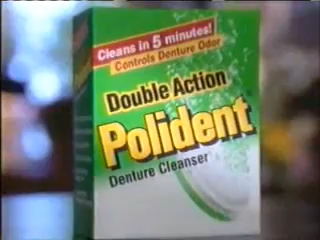 Cleans in 5 minutes!
Controls Denture Odor
Double Action
Polident
Denture Cleanser